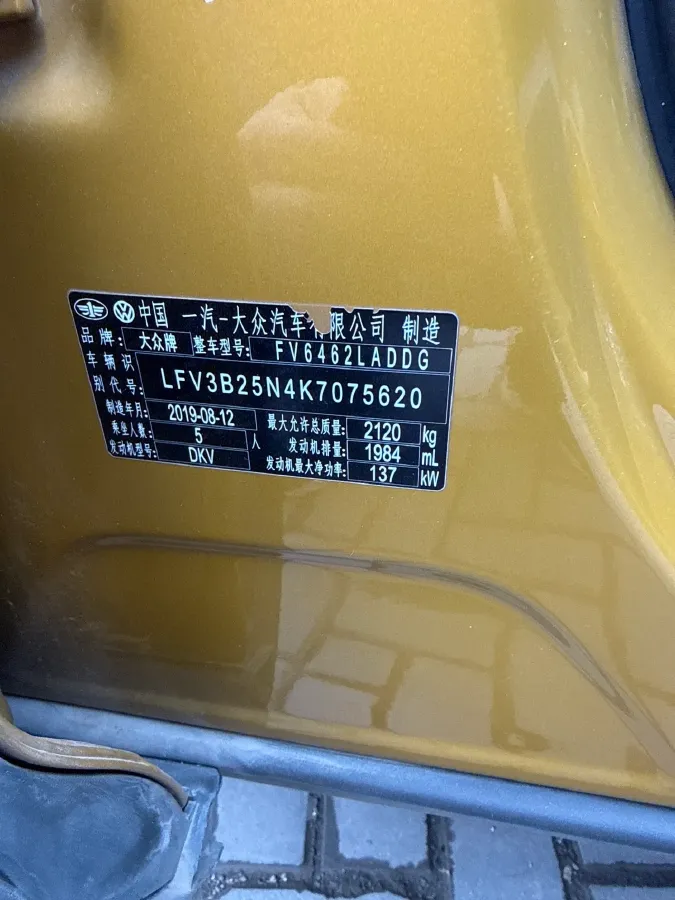 中国 一汽-大众汽车有限公司 制造
品牌: 大众牌 整车型号: FV6462LADDG
车辆识别代号: LFV3B25N4K7075620
制造年月: 2019-08-12 最大允许总质量: 2120 kg
乘坐人数: 5 人 发动机排量: 1984 mL
发动机型号: DKV 发动机最大净功率: 137 kW